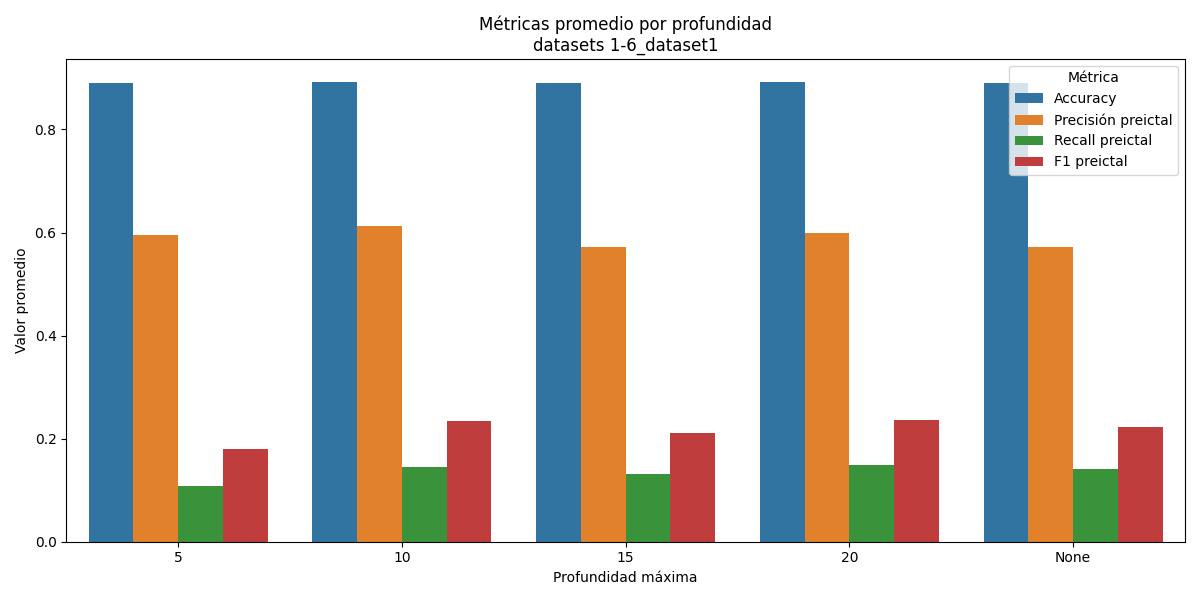 Métricas promedio por profundidad
datasets 1-6_dataset1
Métrica
Accuracy
Precisión preictal
Recall preictal
F1 preictal
Valor promedio
0.8
0.6
0.4
0.2
0.0
5
10
15
20
None
Profundidad máxima